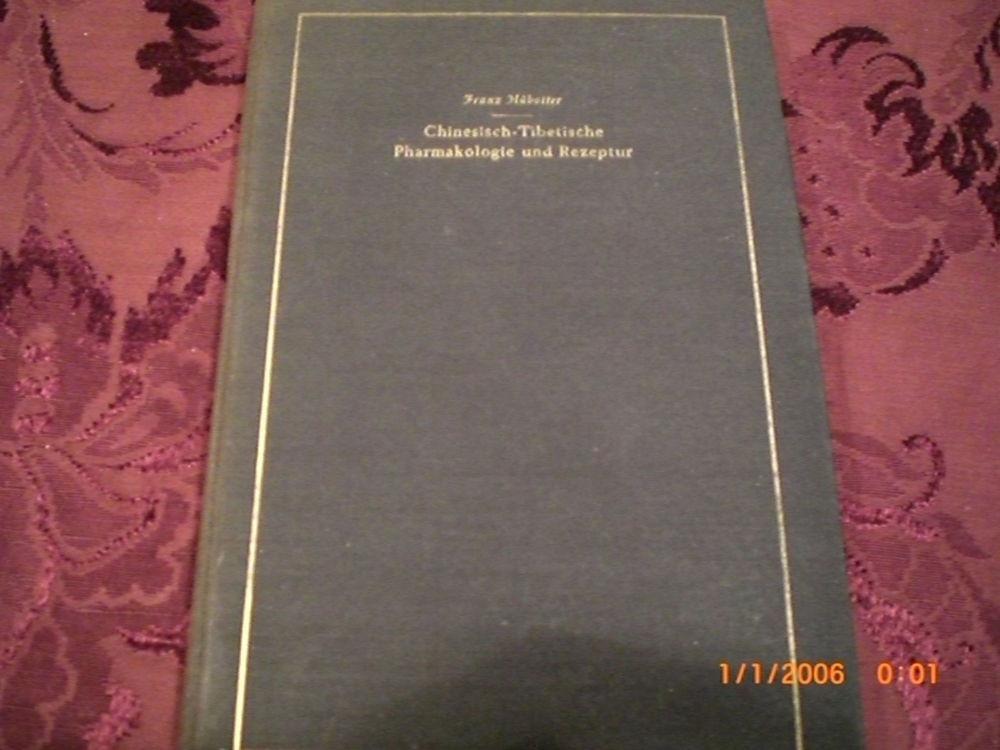 Franz Hübotter
Chinesisch-Tibetische
Pharmakologie und Rezeptur
1/1/2006 0:01